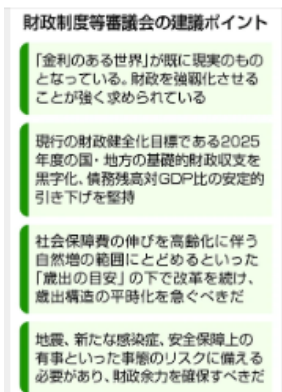 財政制度等審議会の建議ポイント
「金利のある世界」が既に現実のもの
となっている。財政を強靱化させる
ことが強く求められている
現行の財政健全化目標である2025
年度の国・地方の基礎的財政収支を
黒字化、債務残高対GDP比の安定的
引き下げを堅持
社会保障費の伸びを高齢化に伴う
自然増の範囲にとどめるといった
「歳出の目安」の下で改革を続け、
歳出構造の平時化を急ぐべきだ
地震、新たな感染症、安全保障上の
有事といった事態のリスクに備える
必要があり、財政余力を確保すべきだ